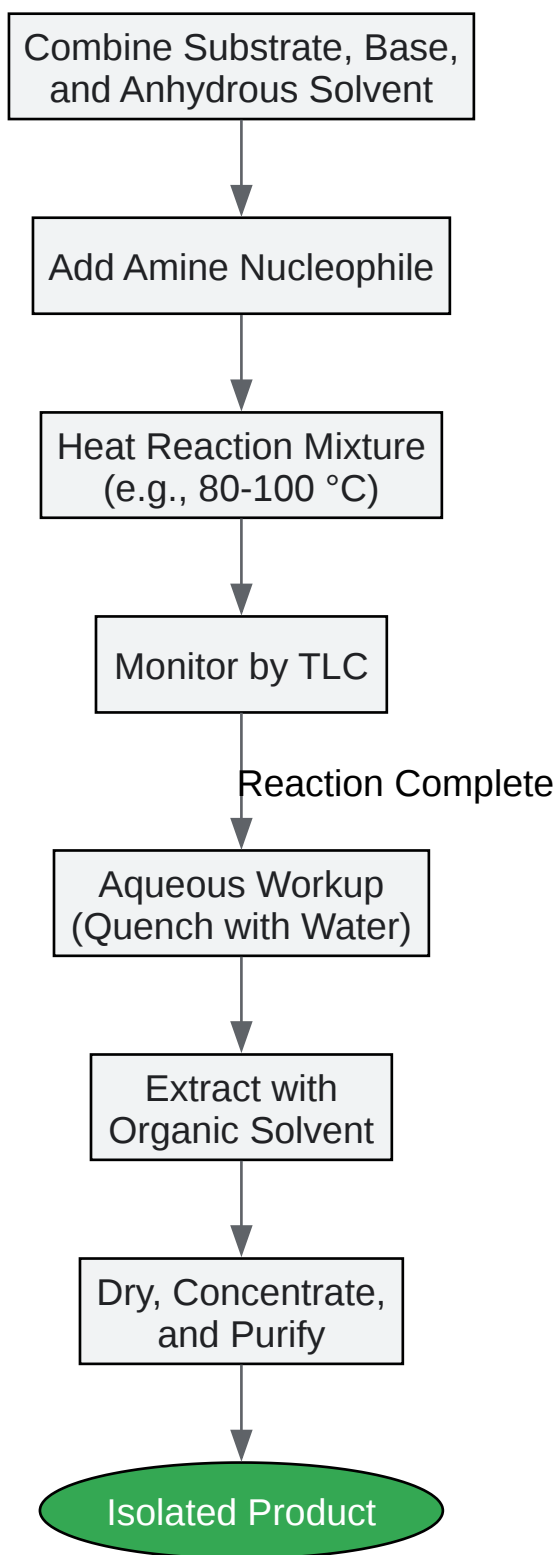 Combine Substrate, Base,
and Anhydrous Solvent
Add Amine Nucleophile
Heat Reaction Mixture
(e.g., 80-100 °C)
Monitor by TLC
Reaction Complete
Aqueous Workup
(Quench with Water)
Extract with
Organic Solvent
Dry, Concentrate,
and Purify
Isolated Product